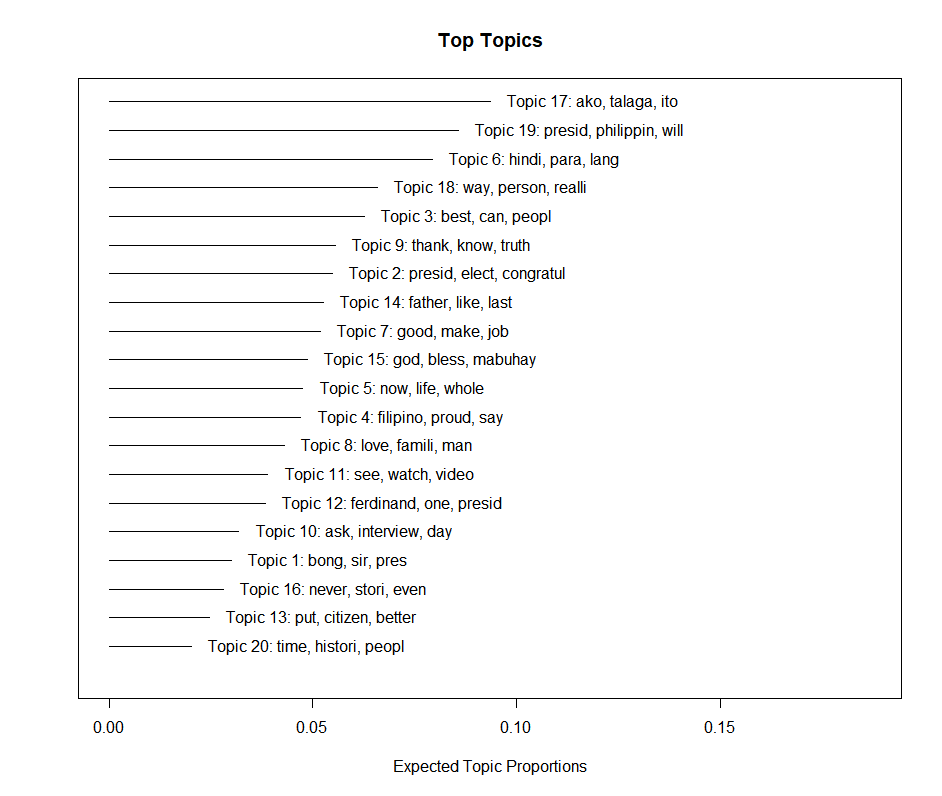 Top Topics
Topic 17: ako, talaga, ito
Topic 19: presid, philippin, will
Topic 6: hindi, para, lang
Topic 18: way, person, realli
Topic 3: best, can, peopl
Topic 9: thank, know, truth
Topic 2: presid, elect, congratul
Topic 14: father, like, last
Topic 7: good, make, job
Topic 15: god, bless, mabuhay
Topic 5: now, life, whole
Topic 4: filipino, proud, say
Topic 8: love, famili, man
Topic 11: see, watch, video
Topic 12: ferdinand, one, presid
Topic 10: ask, interview, day
Topic 1: bong, sir, pres
Topic 16: never, stori, even
Topic 13: put, citizen, better
Topic 20: time, histori, peopl
0.00 0.05 0.10 0.15
Expected Topic Proportions